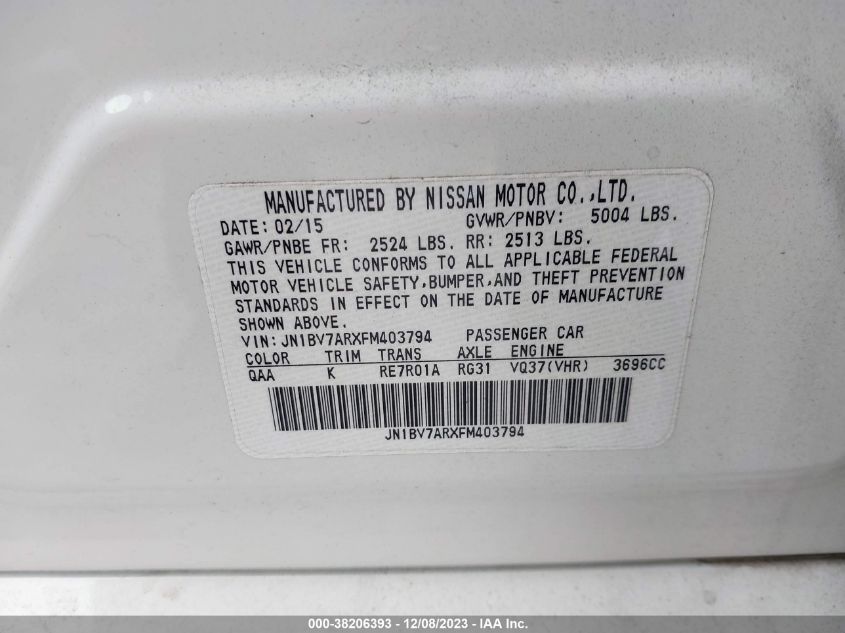 MANUFACTURED BY NISSAN MOTOR CO.,LTD.
DATE: 02/15 GVWR/PNBV: 5004 LBS.
GAWR/PNBE FR: 2524 LBS. RR: 2513 LBS.
THIS VEHICLE CONFORMS TO ALL APPLICABLE FEDERAL
MOTOR VEHICLE SAFETY,BUMPER,AND THEFT PREVENTION
STANDARDS IN EFFECT ON THE DATE OF MANUFACTURE
SHOWN ABOVE.
VIN:JN1BV7ARXFM403794 PASSENGER CAR
COLOR TRIM TRANS AXLE ENGINE
QAA K RE7R01A RG31 VQ37(VHR) 3696CC
JN1BV7ARXFM403794
000-38206393 - 12/08/2023 - IAA Inc.